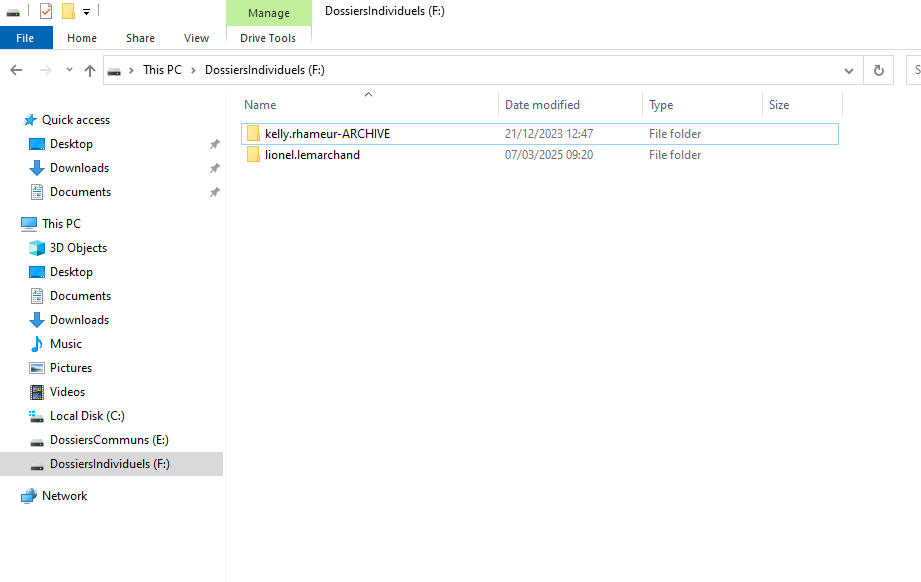 Manage
DossiersIndividuels (F:)
File
Home
Share
View
Drive Tools
This PC
DossiersIndividuels (F:)
S
Name
Date modified
Type
Size
kelly.rhameur-ARCHIVE 21/12/2023 12:47 File folder
lionel.lemarchand 07/03/2025 09:20 File folder
Quick access
Desktop
Downloads
Documents
This PC
3D Objects
Desktop
Documents
Downloads
Music
Pictures
Videos
Local Disk (C:)
DossiersCommuns (E:)
DossiersIndividuels (F:)
Network